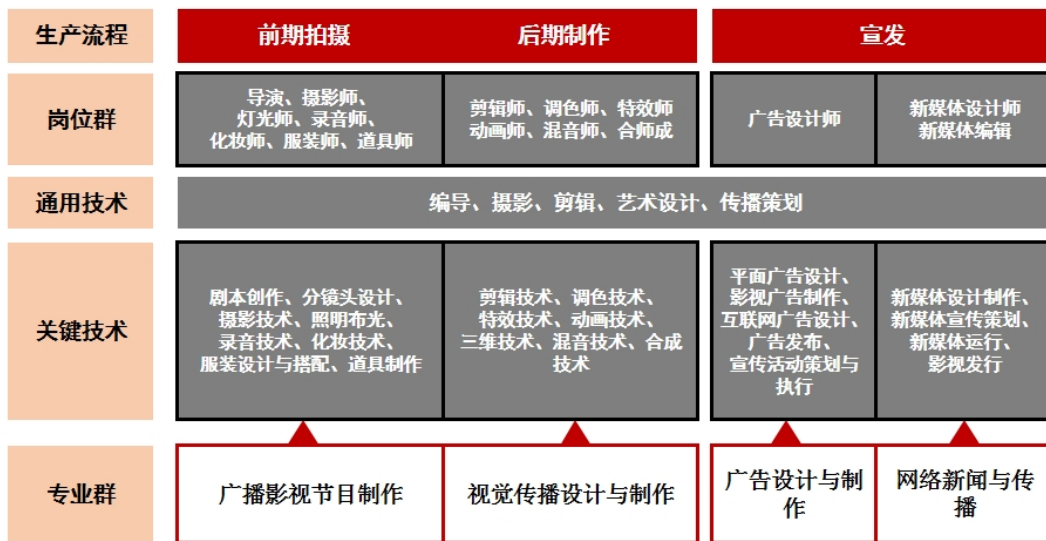 生产流程
前期拍摄
后期制作
宣发
岗位群
导演、摄影师、
灯光师、录音师、
化妆师、服装师、道具师
剪辑师、调色师、特效师
动画师、混音师、合师成
广告设计师
新媒体设计师
新媒体编辑
通用技术
编导、摄影、剪辑、艺术设计、传播策划
关键技术
剧本创作、分镜头设计、
摄影技术、照明布光、
录音技术、化妆技术、
服装设计与搭配、道具制作
剪辑技术、调色技术、
特效技术、动画技术、
三维技术、混音技术、合成
技术
平面广告设计、
影视广告制作、
互联网广告设计、
广告发布、
宣传活动策划与
执行
新媒体设计制作、
新媒体宣传策划、
新媒体运行、
影视发行
专业群
广播影视节目制作
视觉传播设计与制作
广告设计与制
作
网络新闻与传
播